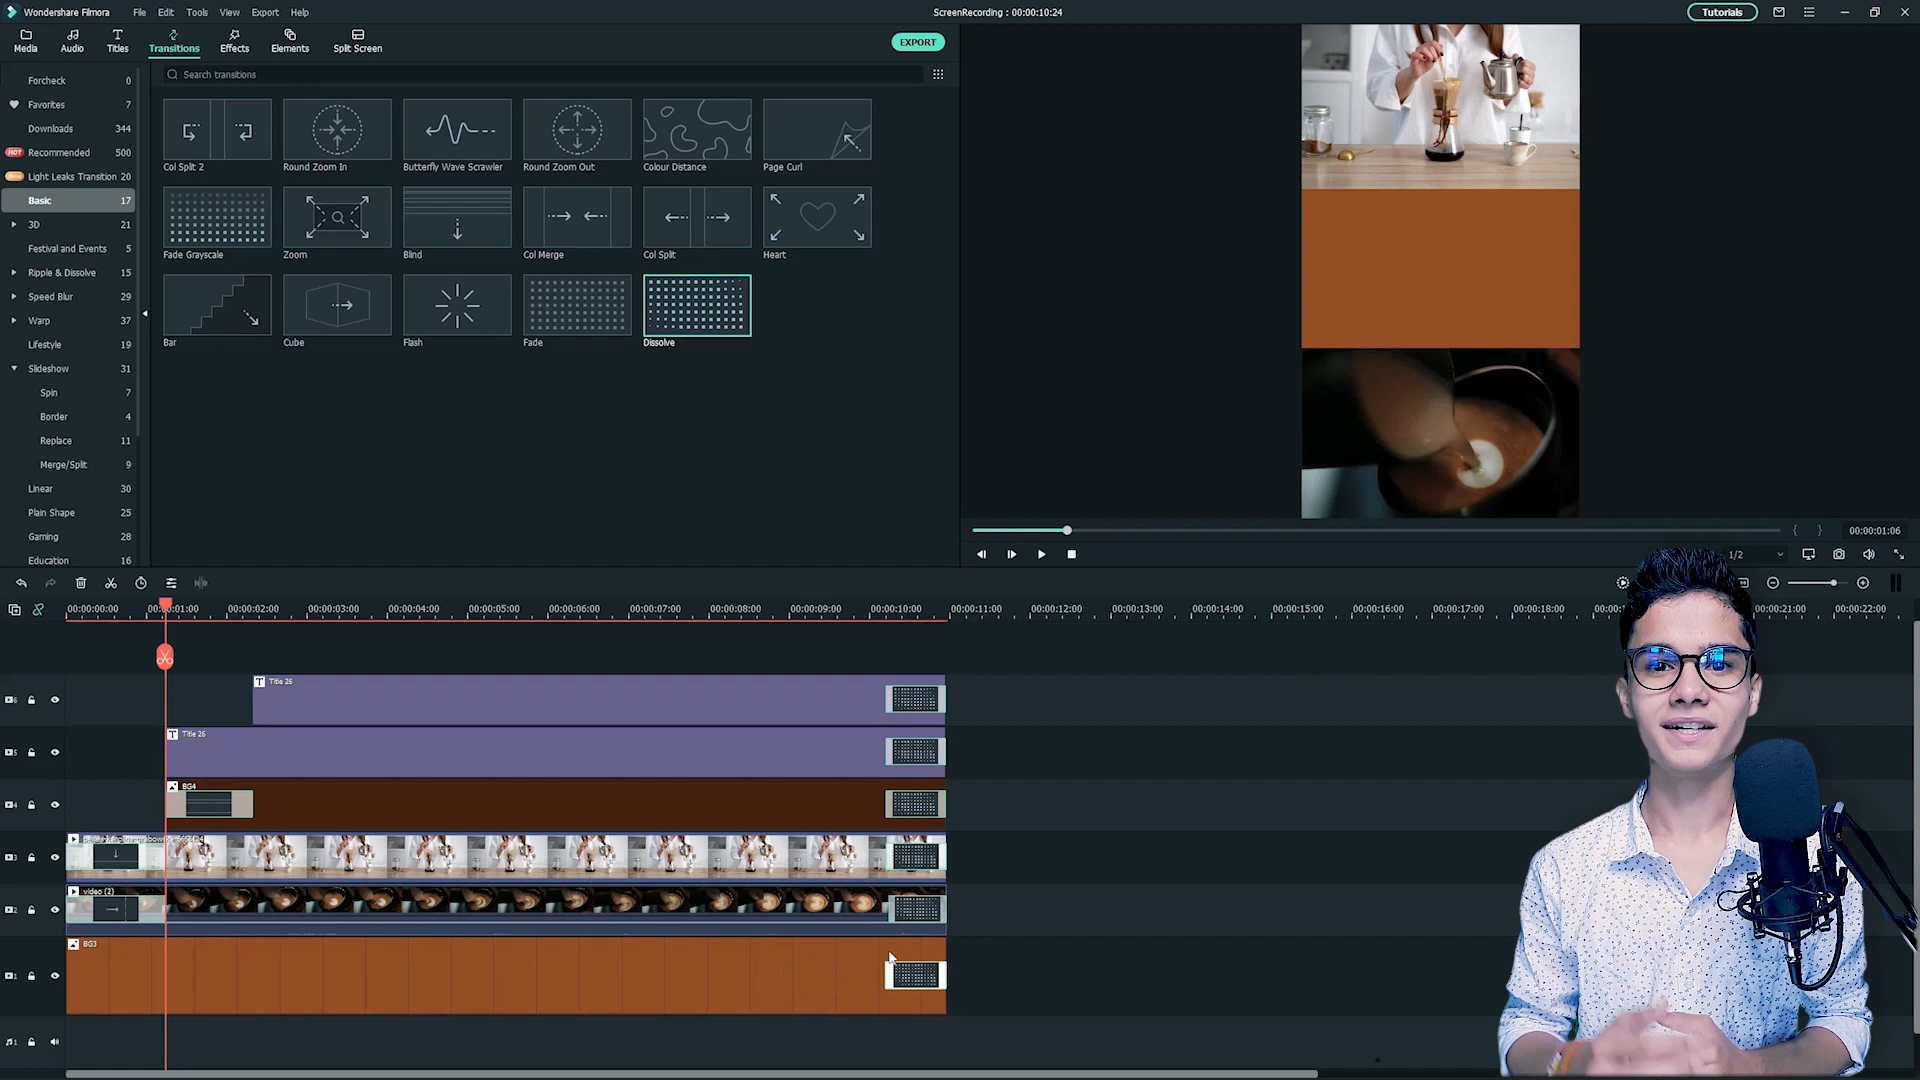 Wondershare Filmora File Edit Tools View Export Help ScreenRecording : 00:00:10:24 Tutorials
Media Audio Titles Transitions Effects Elements Split Screen EXPORT
Search transitions
Forcheck 0
Favorites 7
Downloads 344
HOT Recommended 500
New Light Leaks Transition 20
Basic 17
3D 21
Festival and Events 5
Ripple & Dissolve 15
Speed Blur 29
Warp 37
Lifestyle 19
Slideshow 31
Spin 7
Border 4
Replace 11
Merge/Split 9
Linear 30
Plain Shape 25
Gaming 28
Education 16
Col Split 2 Round Zoom In Butterfly Wave Scrawler Round Zoom Out Colour Distance Page Curl
Fade Grayscale Zoom Blind Col Merge Col Split Heart
Bar Cube Flash Fade Dissolve
00:00:01:06
1/2
00:00:00:00 00:00:01:00 00:00:02:00 00:00:03:00 00:00:04:00 00:00:05:00 00:00:06:00 00:00:07:00 00:00:08:00 00:00:09:00 00:00:10:00 00:00:11:00 00:00:12:00 00:00:13:00 00:00:14:00 00:00:15:00 00:00:16:00 00:00:17:00 00:00:18:00 00:00:21:00 00:00:22:00
6 T Title 26
5 T Title 26
4 BG4
3
2 video (2)
1 BG3
1